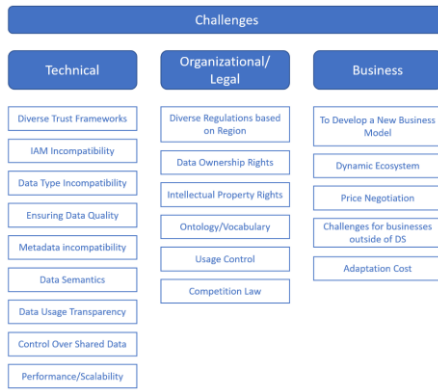 Challenges
Technical
Diverse Trust Frameworks
IAM Incompatibility
Data Type Incompatibility
Ensuring Data Quality
Metadata incompatibility
Data Semantics
Data Usage Transparency
Control Over Shared Data
Performance/Scalability
Organizational/
Legal
Diverse Regulations based
on Region
Data Ownership Rights
Intellectual Property Rights
Ontology/Vocabulary
Usage Control
Competition Law
Business
To Develop a New Business
Model
Dynamic Ecosystem
Price Negotiation
Challenges for businesses
outside of DS
Adaptation Cost